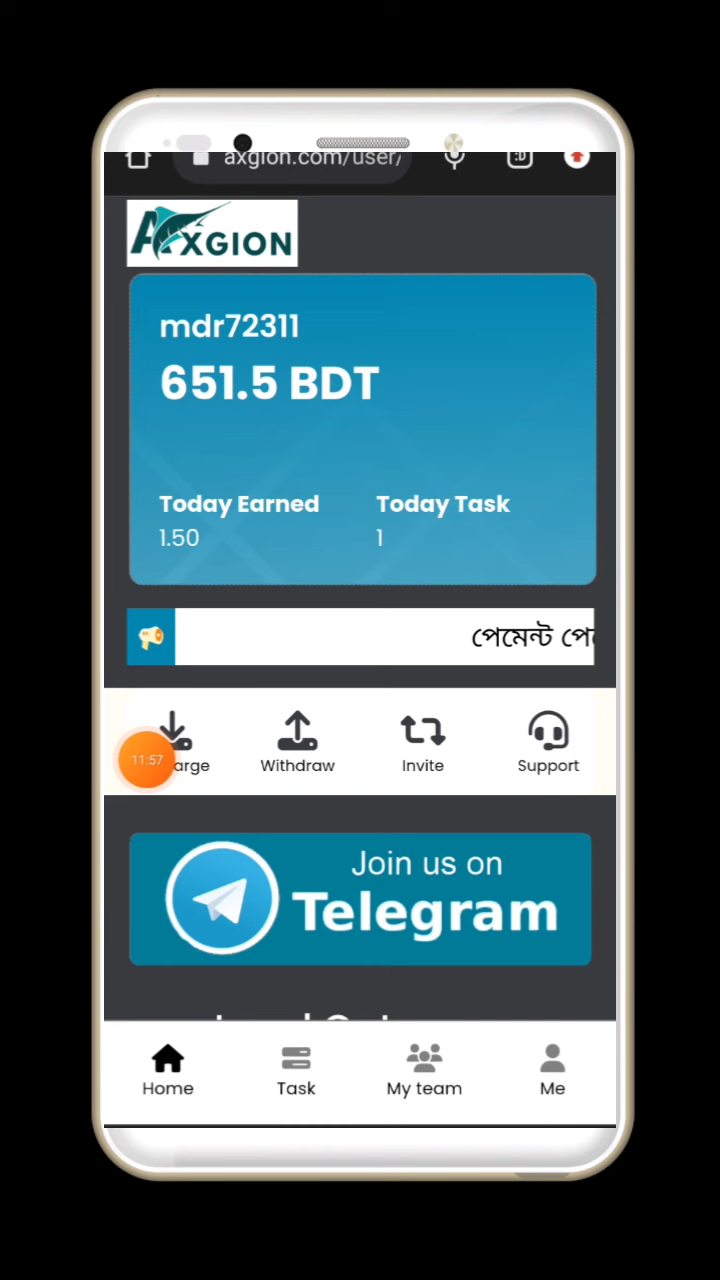 axgion.com/user/
:D
AXGION
mdr72311
651.5 BDT
Today Earned Today Task
1.50 1
পেমেন্ট
11:57
arge Withdraw Invite Support
Join us on
Telegram
Home Task My team Me